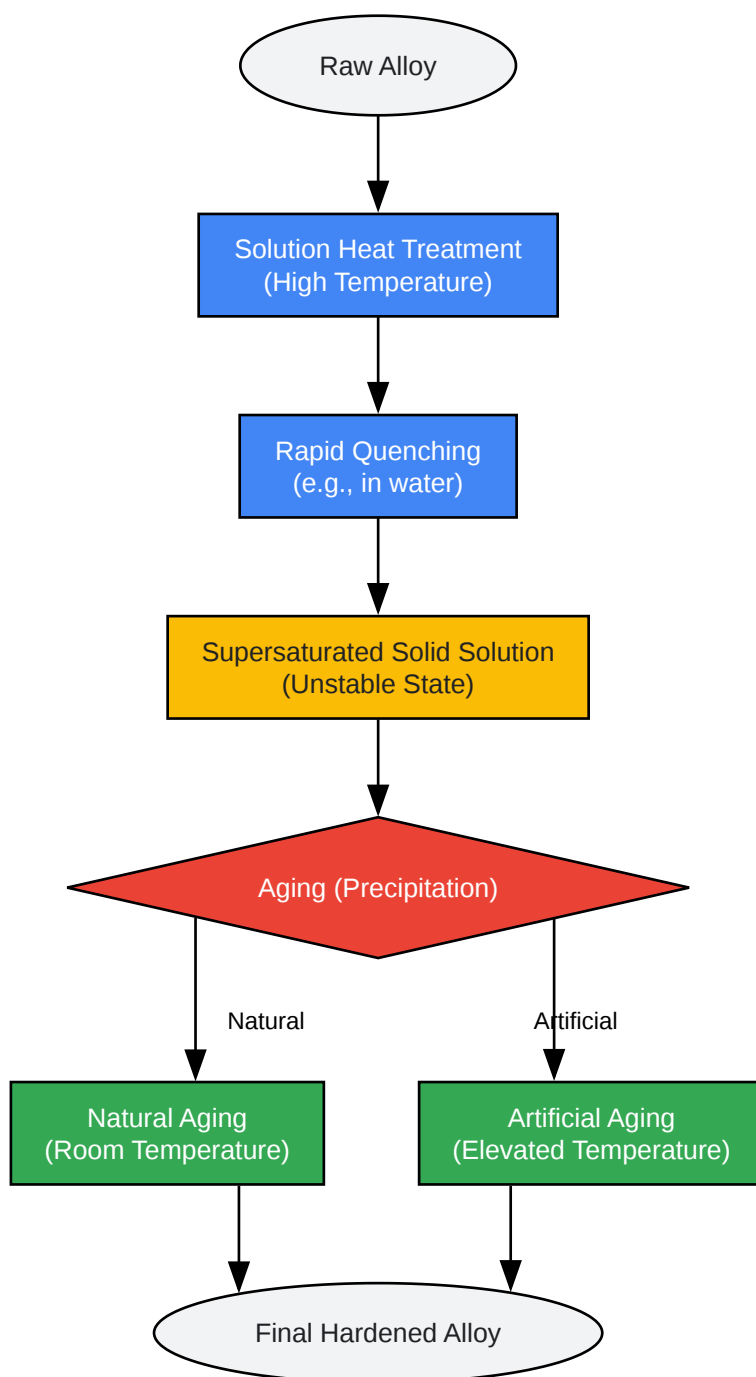 Raw Alloy
Solution Heat Treatment
(High Temperature)
Rapid Quenching
(e.g., in water)
Supersaturated Solid Solution
(Unstable State)
Aging (Precipitation)
Natural
Artificial
Natural Aging
(Room Temperature)
Artificial Aging
(Elevated Temperature)
Final Hardened Alloy